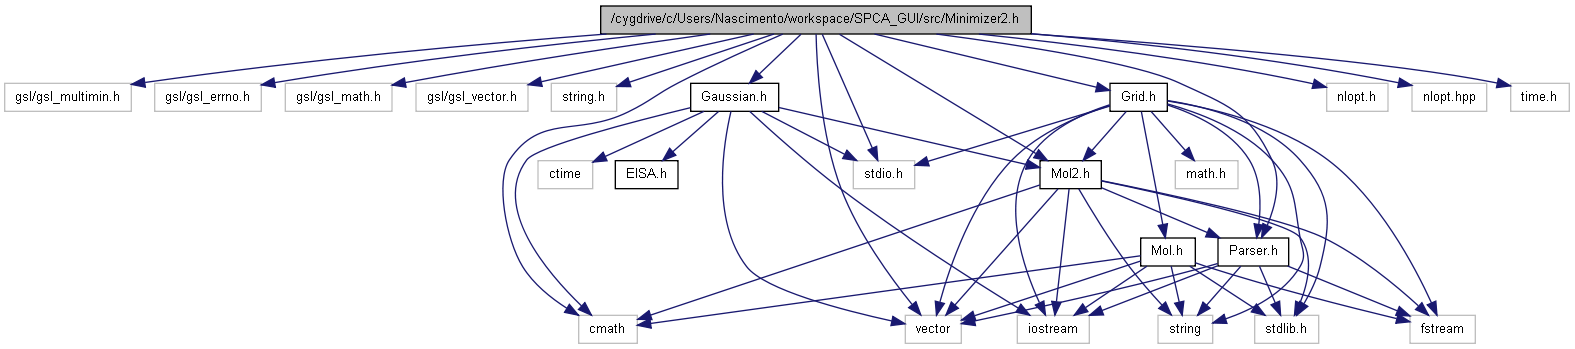 /cygdrive/c/Users/Nascimento/workspace/SPCA_GUI/src/Minimizer2.h
gsl/gsl_multimin.h
gsl/gsl_errno.h
gsl/gsl_math.h
gsl/gsl_vector.h
string.h
Gaussian.h
Grid.h
nlopt.h
nlopt.hpp
time.h
ctime
EISA.h
stdio.h
Mol2.h
math.h
Mol.h
Parser.h
cmath
vector
iostream
string
stdlib.h
fstream